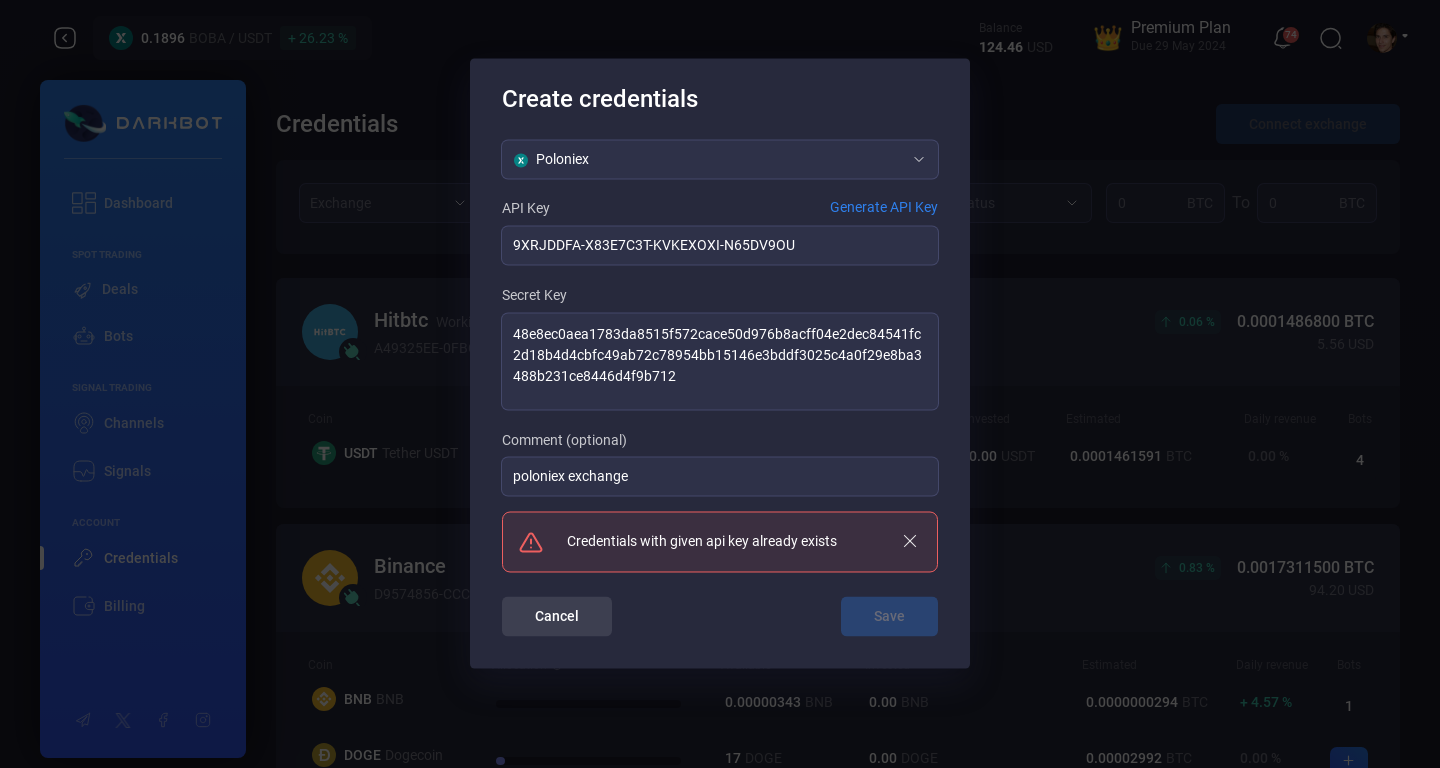 0.1896 BOBA / USDT + 26.23 %
Balance
124.46 USD
Premium Plan
Due 29 May 2024
74
DARKBOT
Dashboard
SPOT TRADING
Deals
Bots
SIGNAL TRADING
Channels
Signals
ACCOUNT
Credentials
Billing
Credentials
Connect exchange
Exchange
atus
0 BTC To 0 BTC
HitBTC
Hitbtc Worki
A49325EE-0FB
0.06 % 0.0001486800 BTC
5.56 USD
Coin nvested Estimated Daily revenue Bots
USDT Tether USDT 0.00 USDT 0.0001461591 BTC 0.00 % 4
Binance
D9574856-CCC
0.83 % 0.0017311500 BTC
94.20 USD
Coin Estimated Daily revenue Bots
BNB BNB 0.00000343 BNB 0.00 BNB 0.0000000294 BTC + 4.57 % 1
DOGE Dogecoin 17 DOGE 0.00 DOGE 0.00002992 BTC 0.00 % +
Create credentials
Poloniex
API Key Generate API Key
9XRJDDFA-X83E7C3T-KVKEXOXI-N65DV9OU
Secret Key
48e8ec0aea1783da8515f572cace50d976b8acff04e2dec84541fc
2d18b4d4cbfc49ab72c78954bb15146e3bddf3025c4a0f29e8ba3
488b231ce8446d4f9b712
Comment (optional)
poloniex exchange
Credentials with given api key already exists
Cancel Save